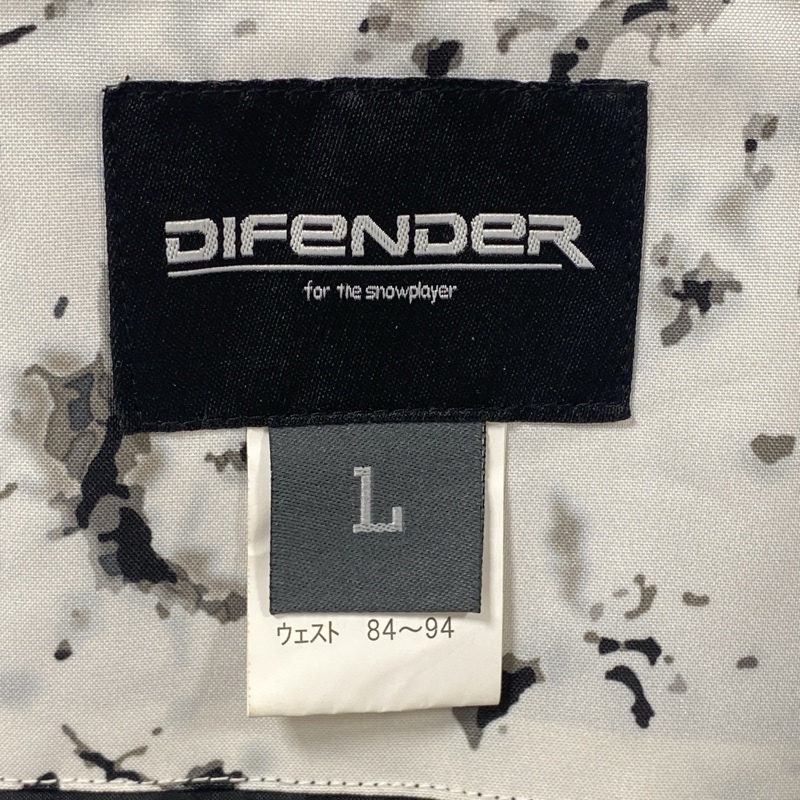 DIFENDER
for the snowplayer
L
ウェスト 84～94